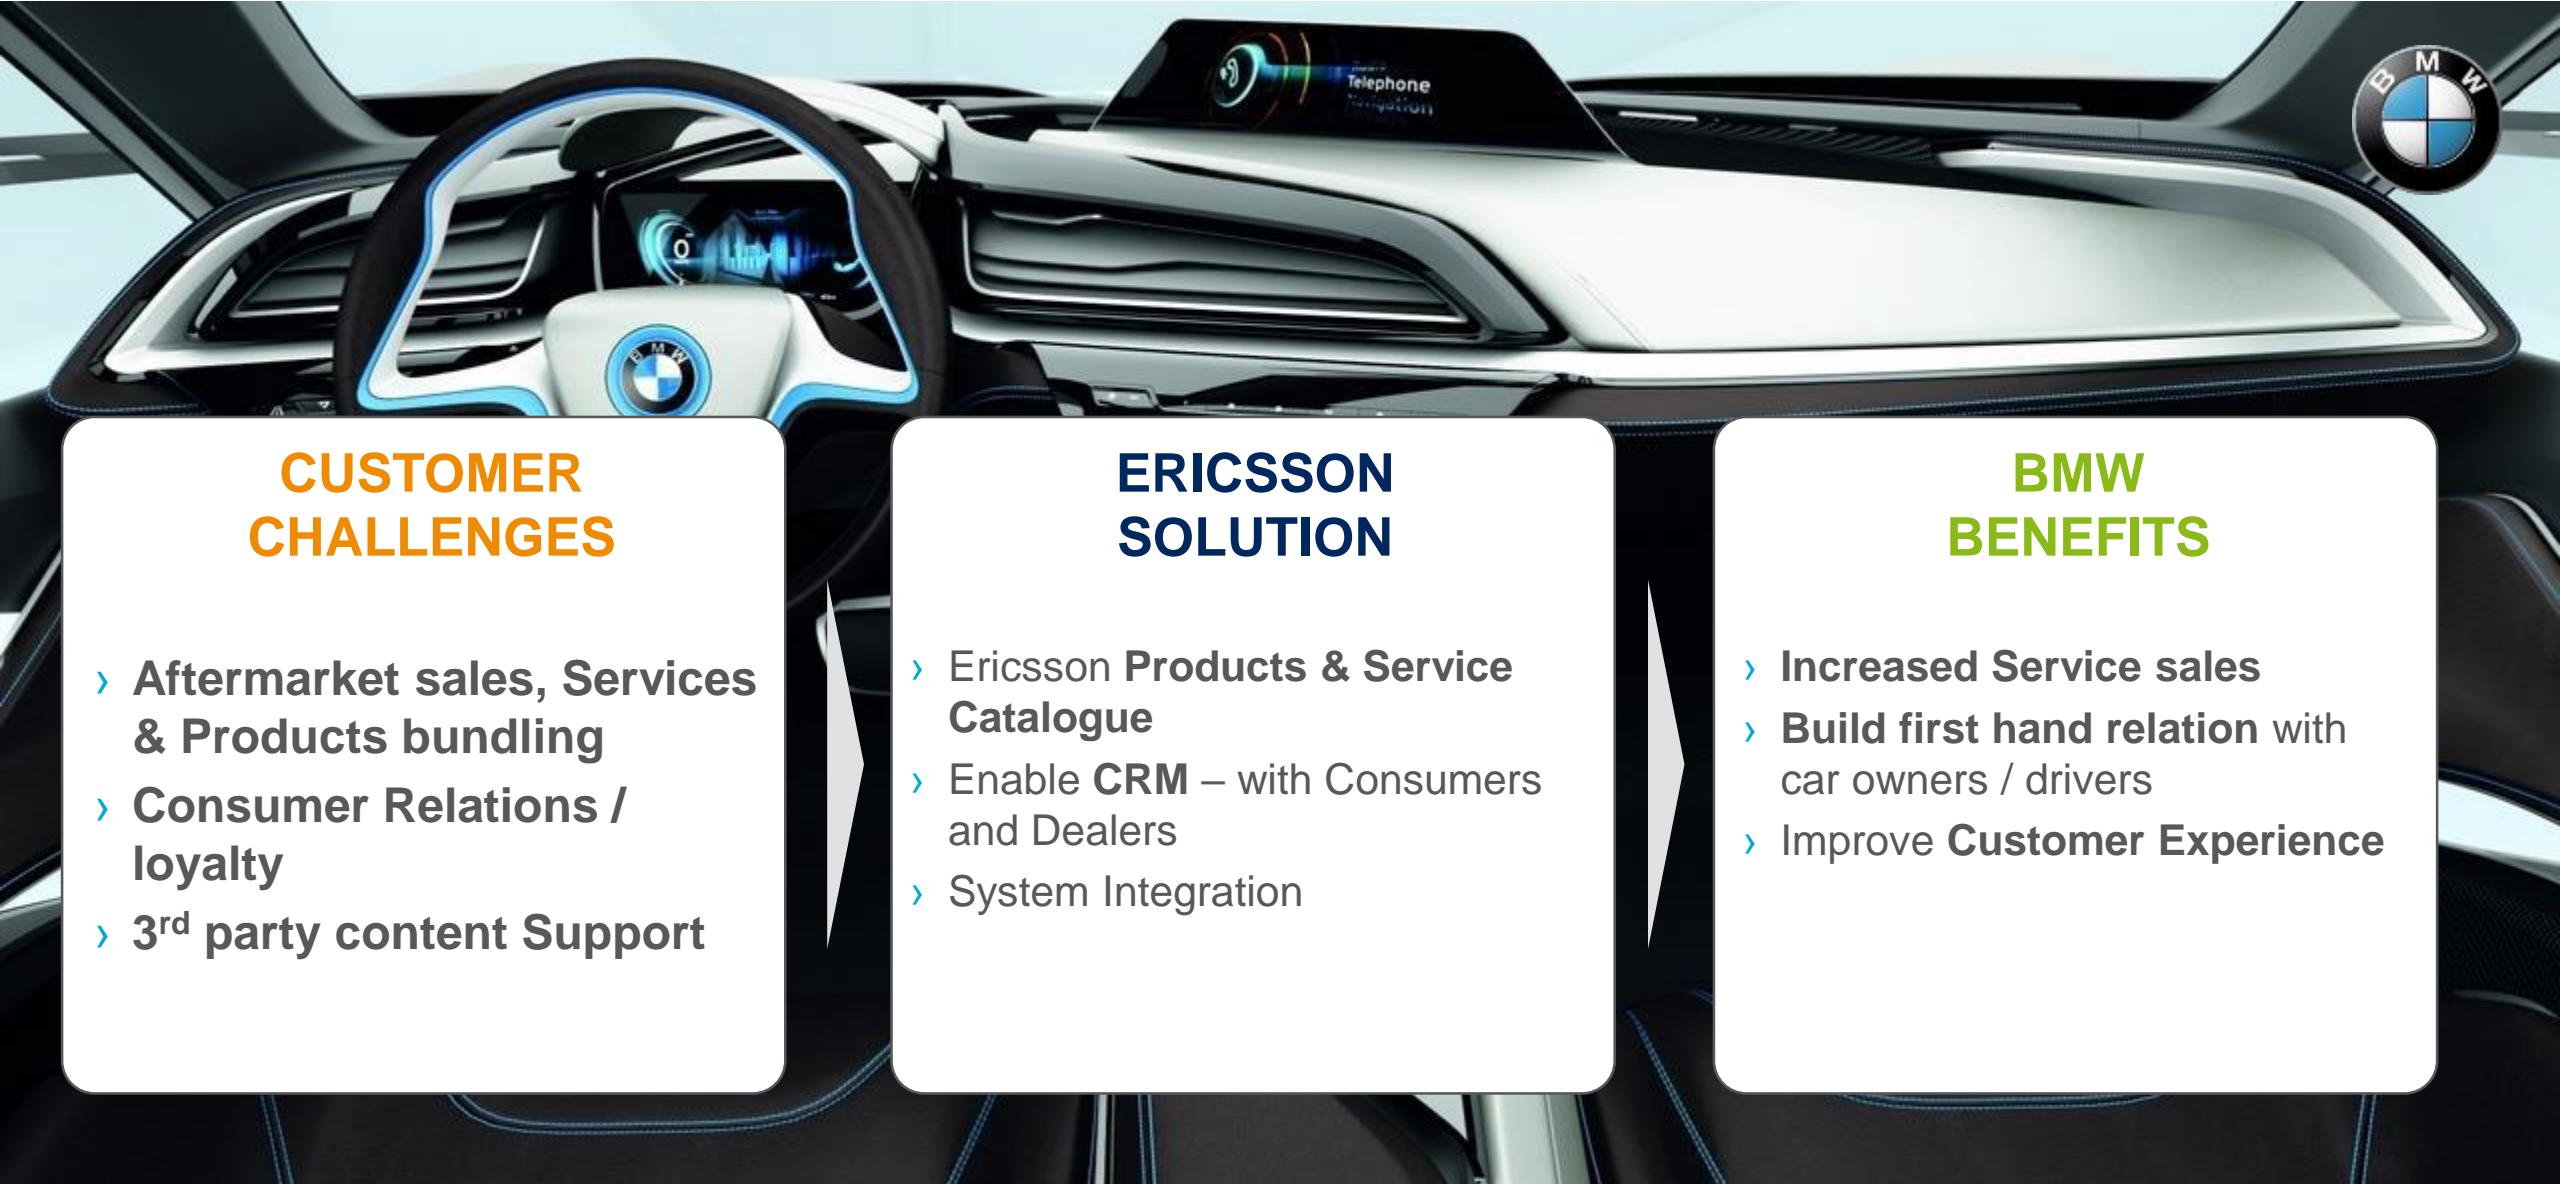 Telephone
Navigation
BMW
0
BMW
CUSTOMER
CHALLENGES
› Aftermarket sales, Services
& Products bundling
› Consumer Relations /
loyalty
› 3rd party content Support
ERICSSON
SOLUTION
› Ericsson Products & Service
Catalogue
› Enable CRM – with Consumers
and Dealers
› System Integration
BMW
BENEFITS
› Increased Service sales
› Build first hand relation with
car owners / drivers
› Improve Customer Experience